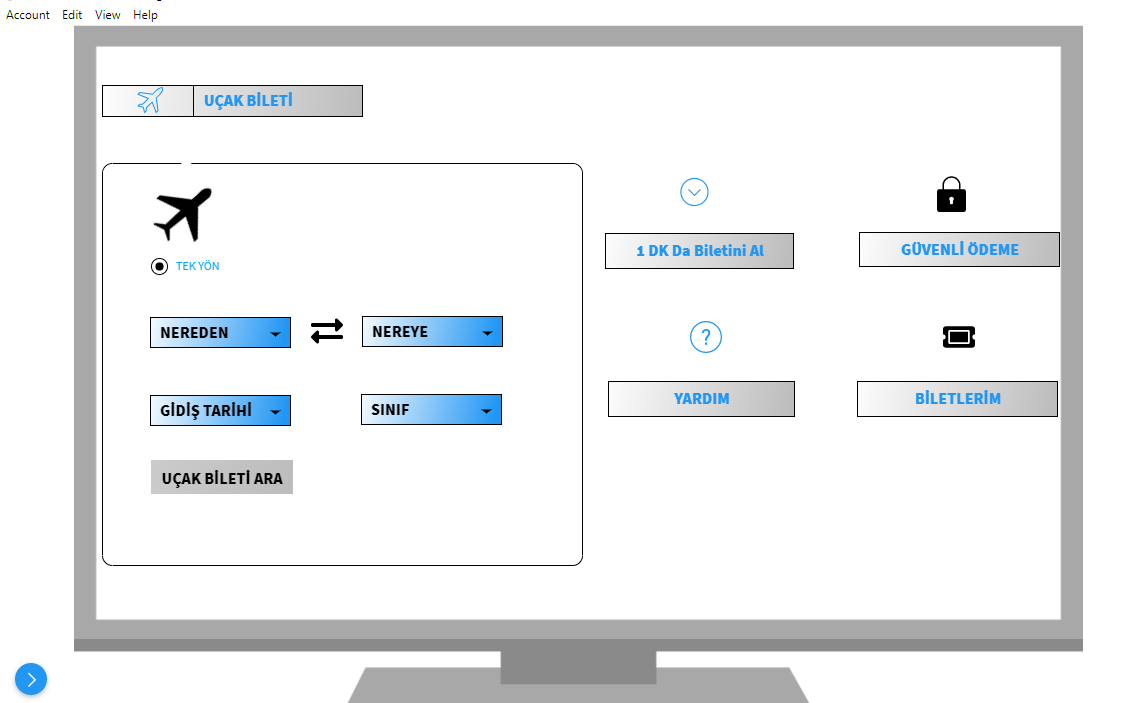 Account Edit View Help
UÇAK BİLETİ
TEK YÖN
NEREDEN
NEREYE
GİDİŞ TARİHİ
SINIF
UÇAK BİLETİ ARA
1 DK Da Biletini Al
GÜVENLİ ÖDEME
?
YARDIM
BİLETLERİM